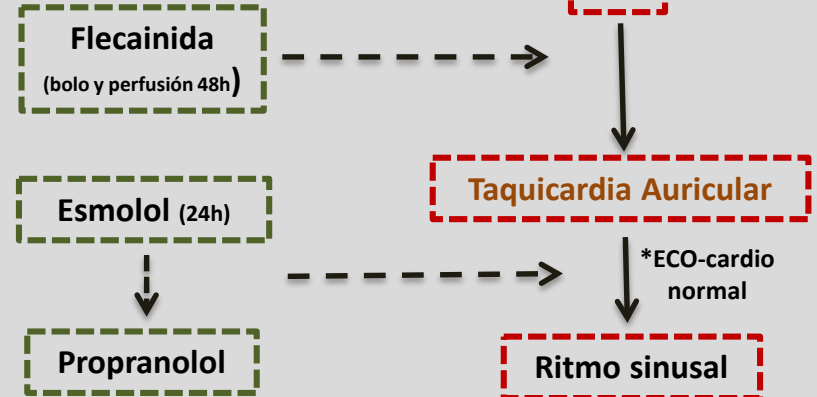 Flecainida
(bolo y perfusión 48h)
Taquicardia Auricular
Esmolol (24h)
*ECO-cardio
normal
Propranolol
Ritmo sinusal